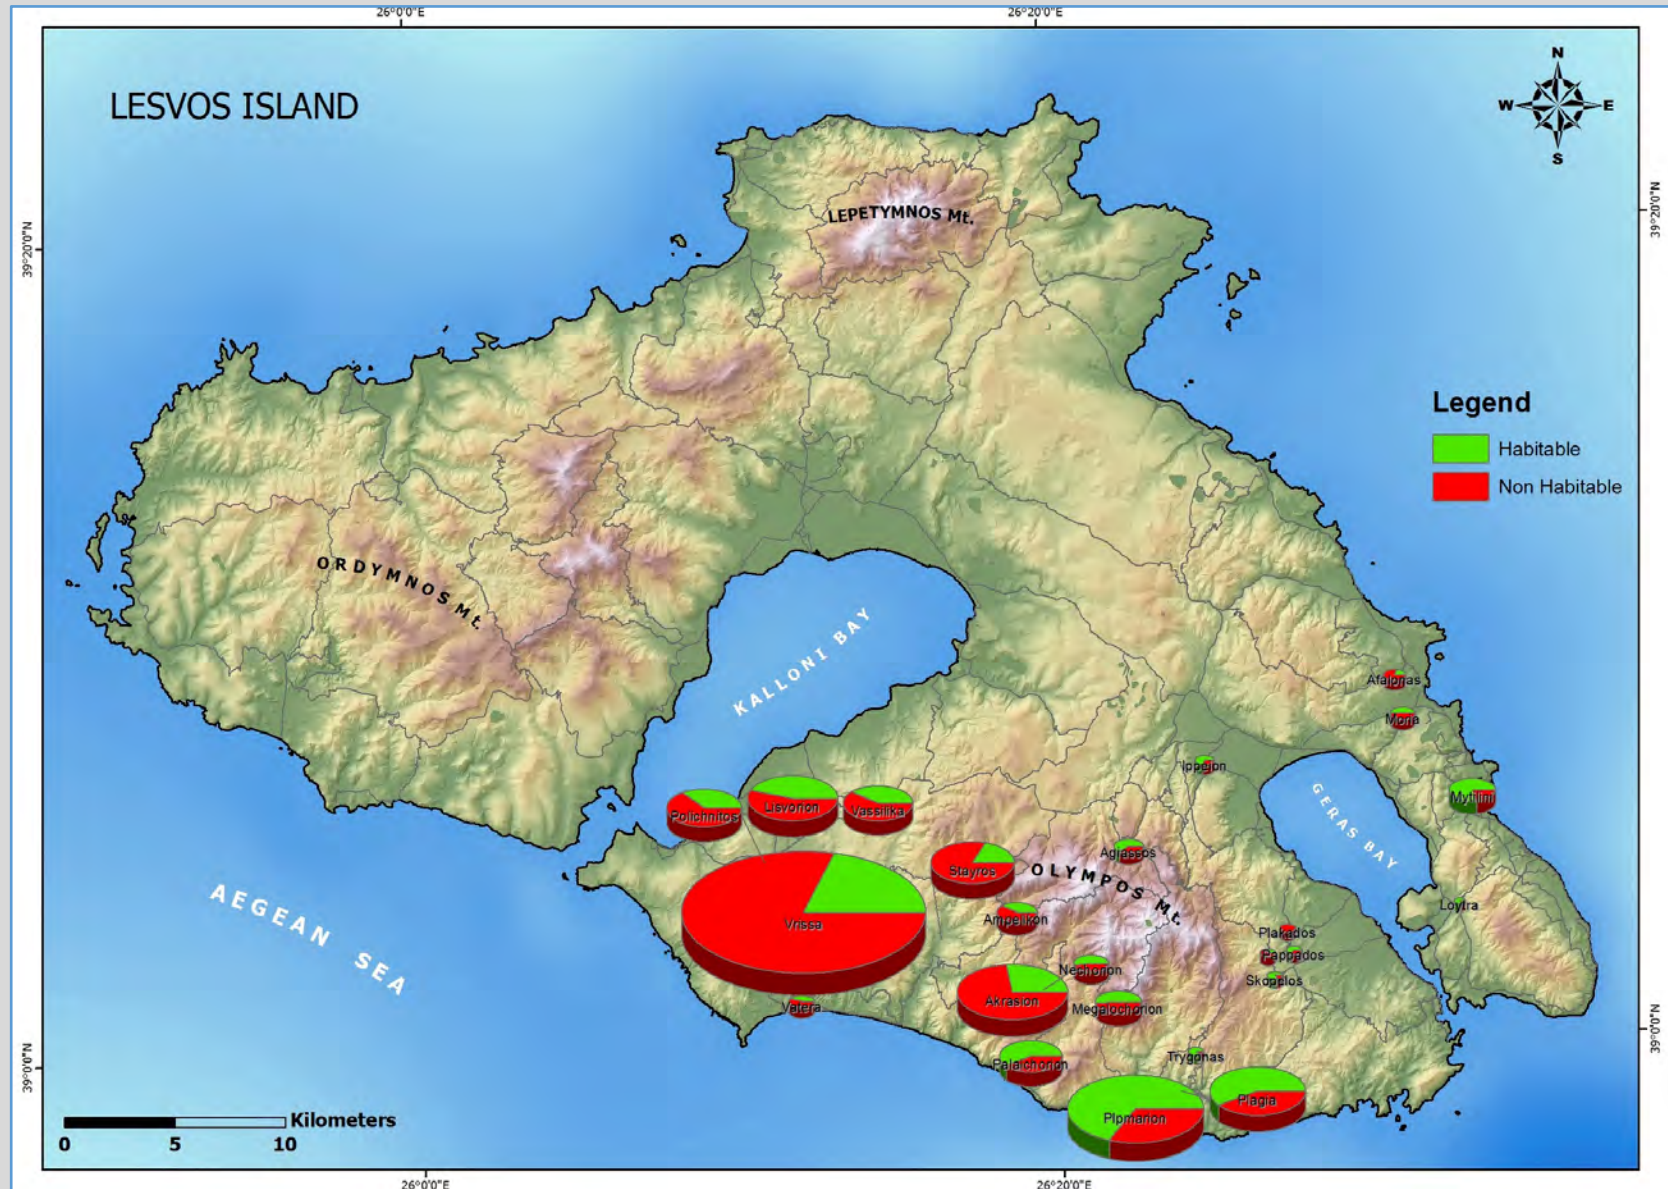 26°0'0"E
26°20'0"E
LESVOS ISLAND
N
W
E
S
LEPETYMNOS Mt.
39°20'0"N
39°20'0"N
Legend
Habitable
Non Habitable
ORDYMNOS Mt.
KALLONI BAY
Afalonas
Moria
Ippeion
GERAS BAY
Mytilini
Polichnitos
Lisvorion
Vassilika
Agiassos
Stayros
OLYMPOS Mt.
AEGEAN SEA
Vrissa
Ampelikon
Loytra
Plakados
Pappados
Skopelos
Nechorion
Akrasion
Megalochorion
Vatera
Trygonas
Palaichorion
39°0'0"N
39°0'0"N
Plagia
Plpmarion
Kilometers
0 5 10
26°0'0"E
26°20'0"E